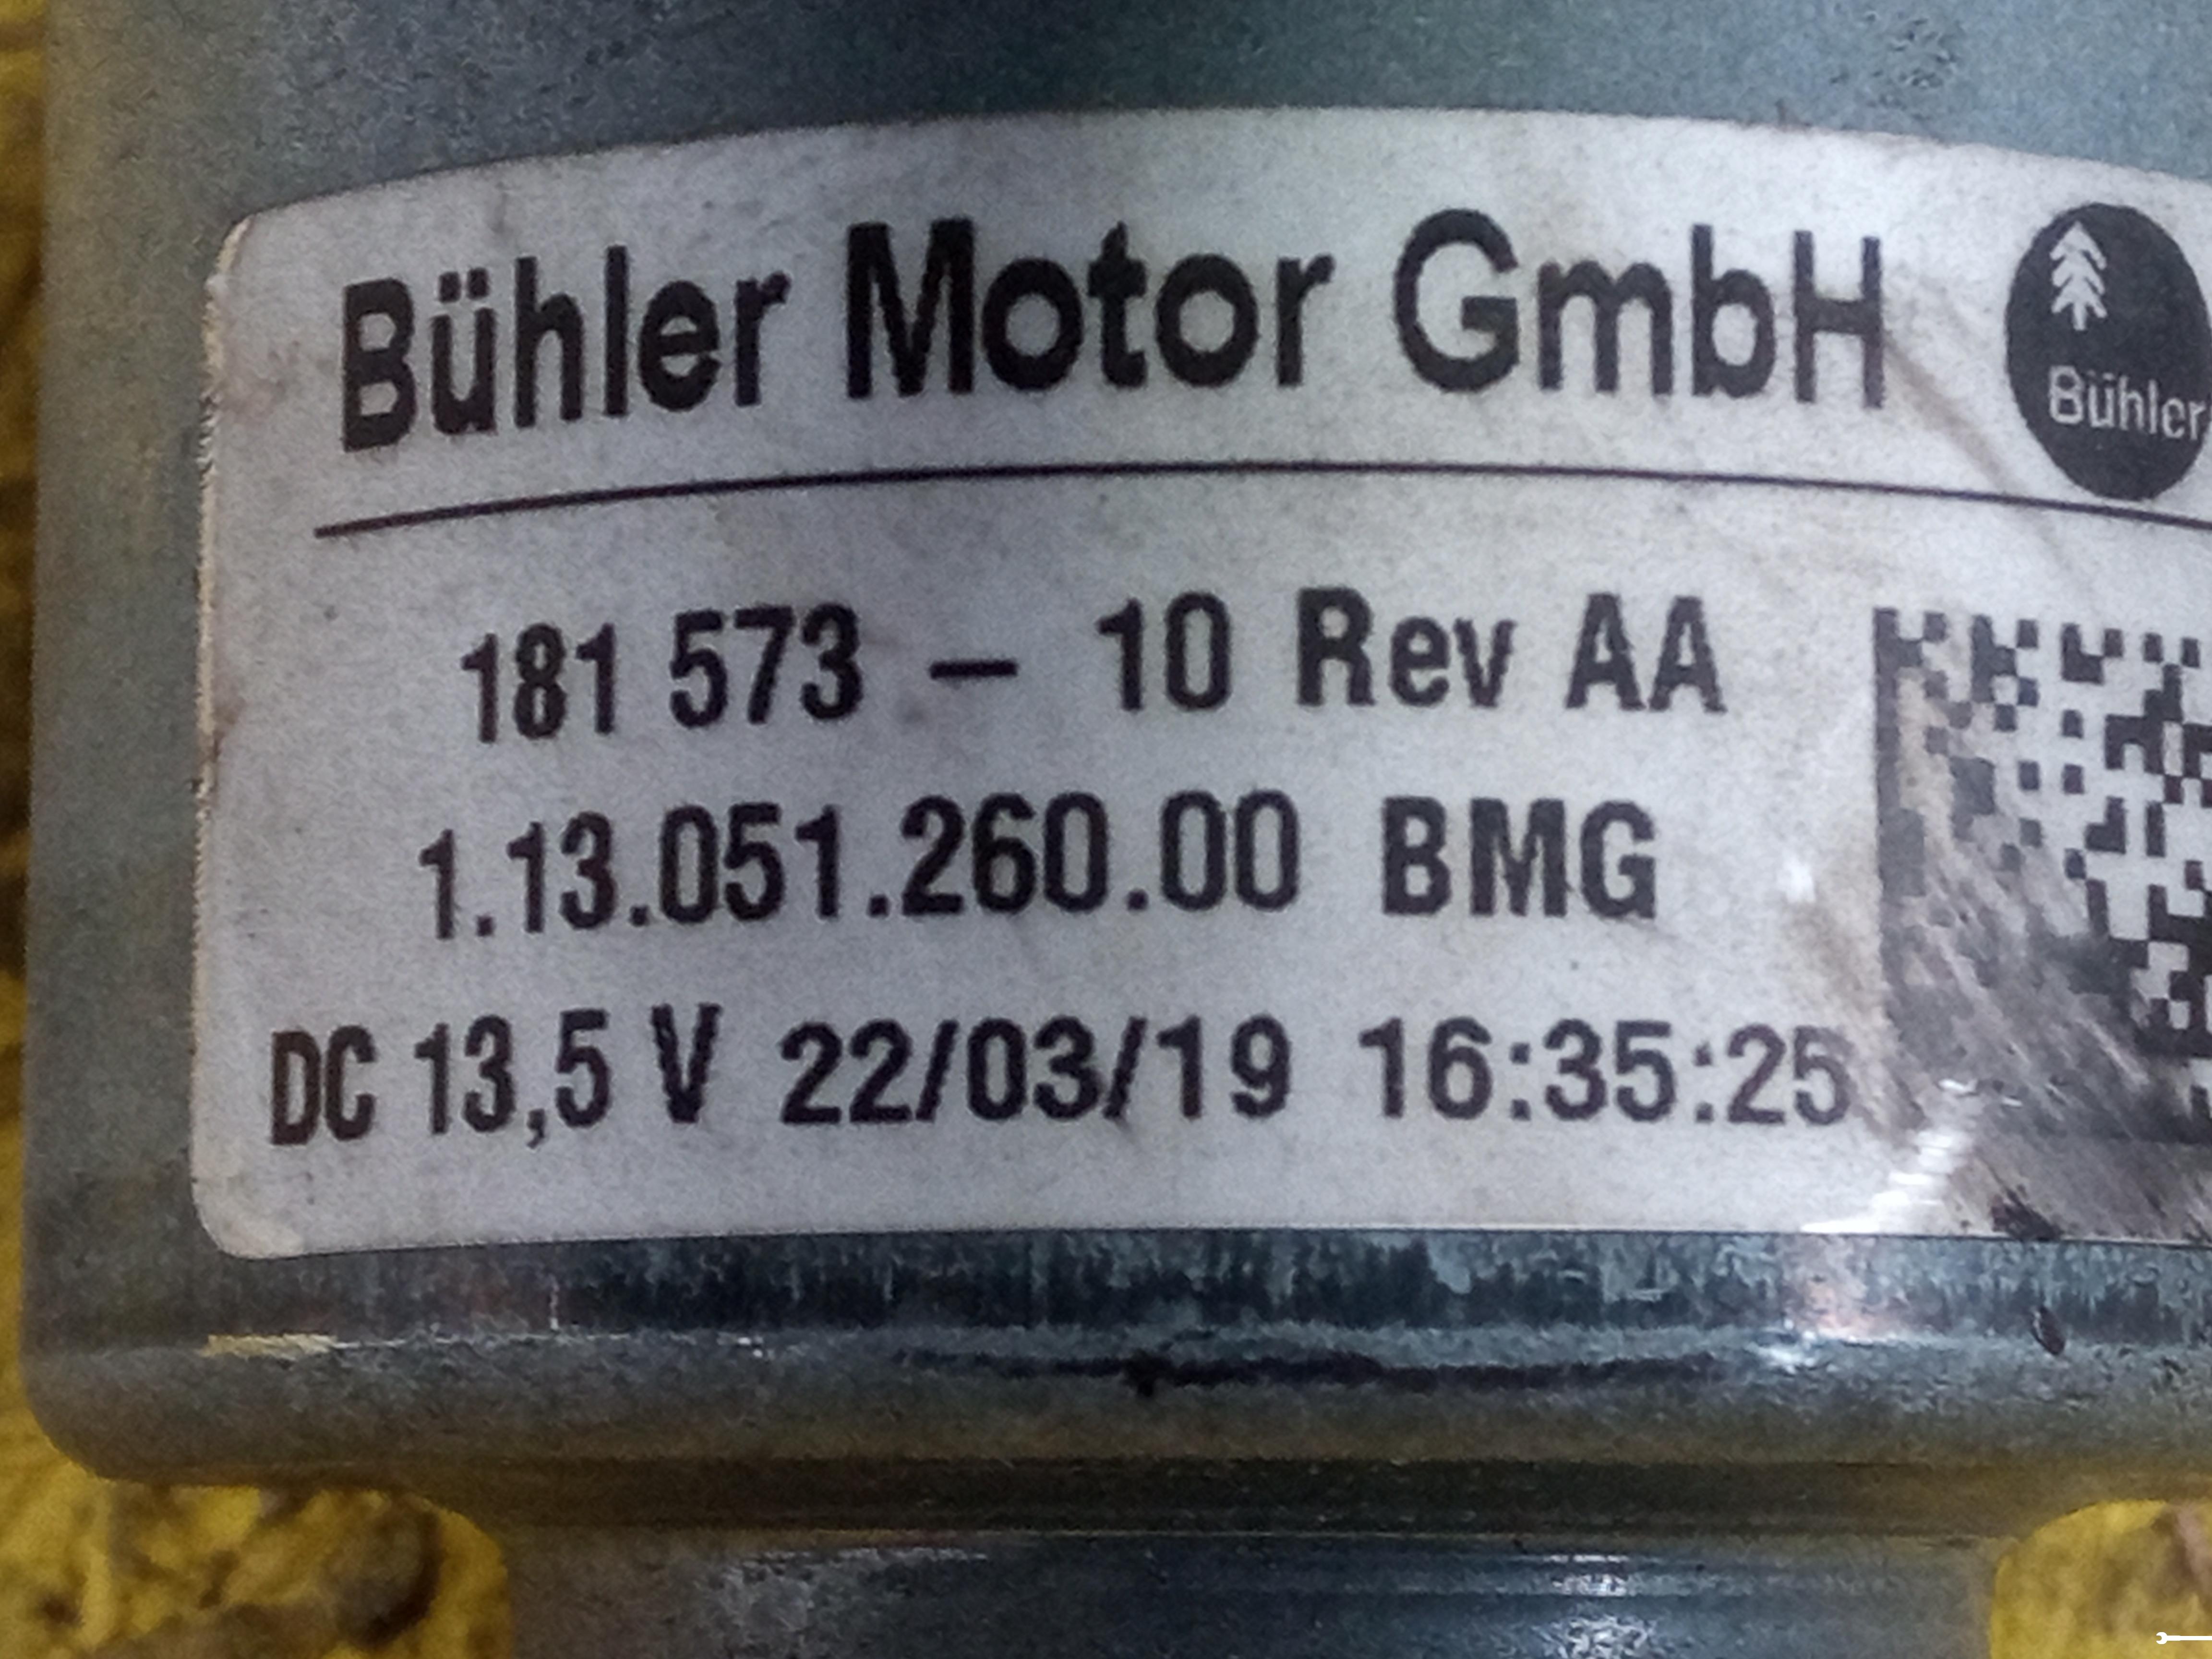 Bühler Motor GmbH
Bühler
181 573 – 10 Rev AA
1.13.051.260.00 BMG
DC 13,5 V 22/03/19 16:35:25